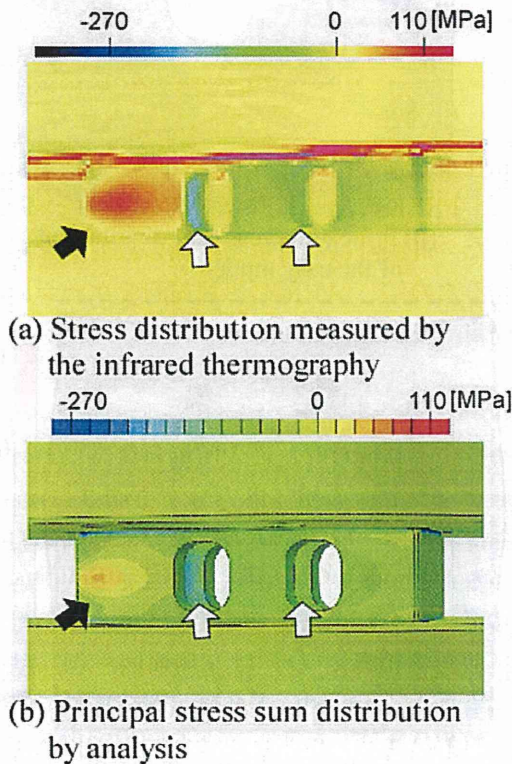 -270 0 110 [MPa]
(a) Stress distribution measured by
the infrared thermography
-270 0 110 [MPa]
(b) Principal stress sum distribution
by analysis